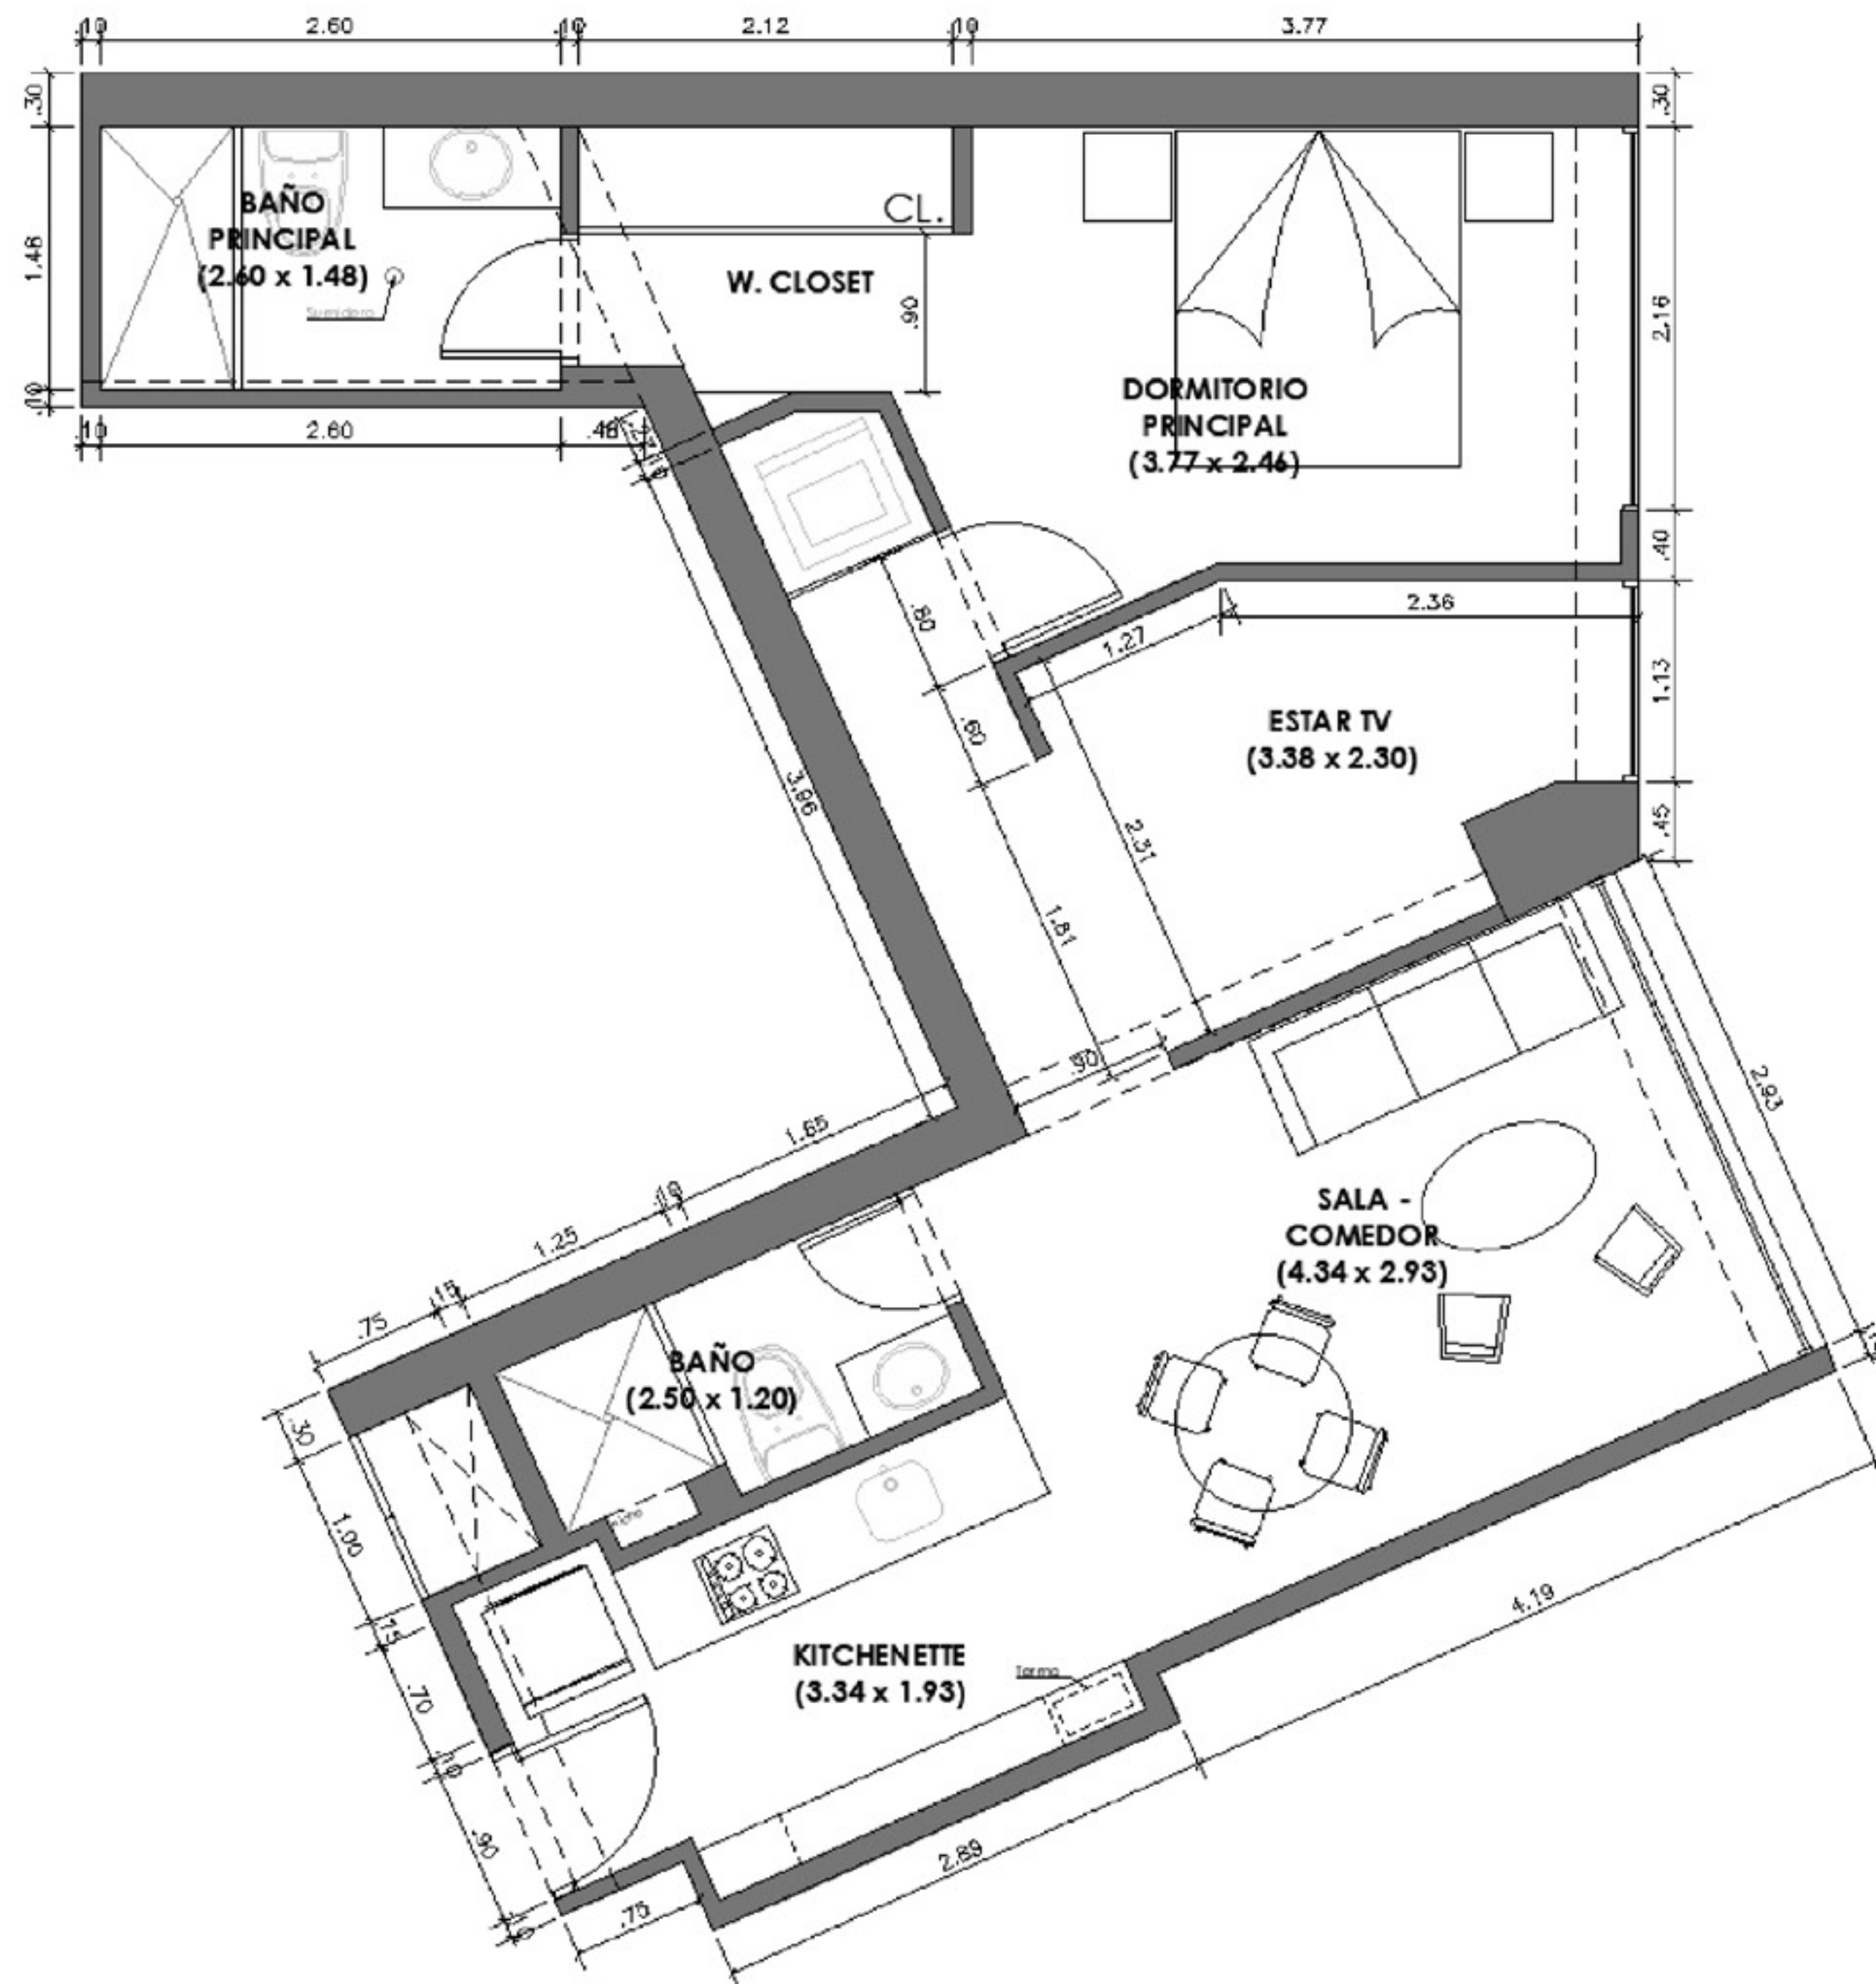 .10 2.60 .10 2.12 .10 3.77
.30
1.48
.10
.30
2.16
.40
1.13
.45
BAÑO
PRINCIPAL
(2.60 x 1.48)
Sumidero
CL.
W. CLOSET
.90
DORMITORIO
PRINCIPAL
(3.77 x 2.46)
.10 2.60 .48
.27
.10
2.36
1.27
.80
.60
ESTAR TV
(3.38 x 2.30)
3.96
2.31
1.81
.90
2.93
1.65
.10
1.25
.15
.75
SALA -
COMEDOR
(4.34 x 2.93)
BAÑO
(2.50 x 1.20)
.30
1.00
.15
.70
.10
.90
KITCHENETTE
(3.34 x 1.93)
Terma
4.19
2.89
.75